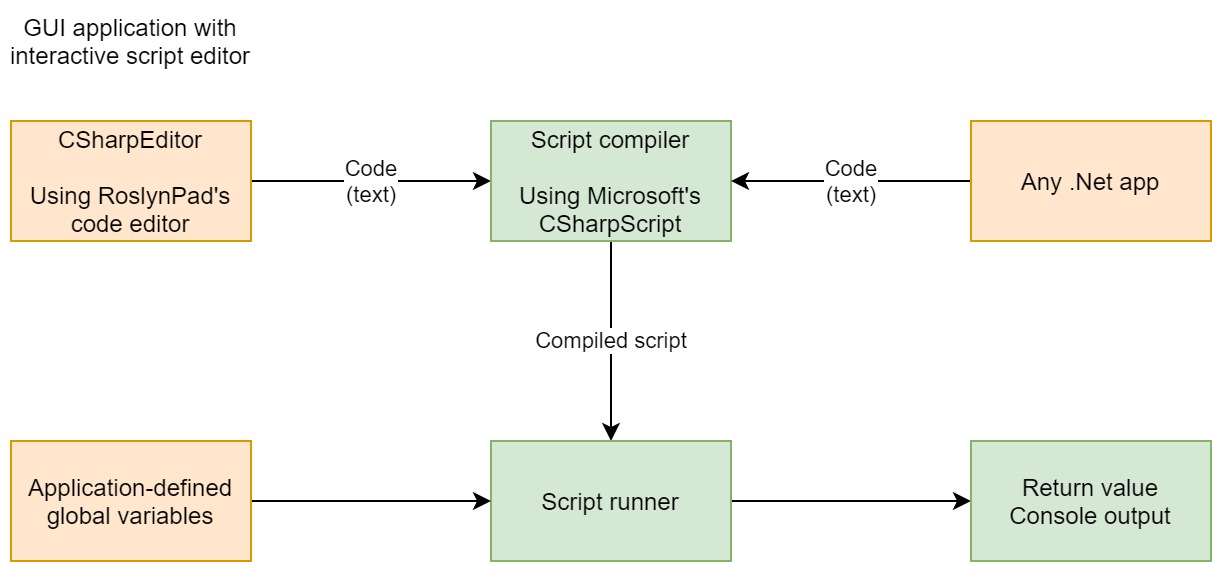 GUI application with
interactive script editor
CSharpEditor
Using RoslynPad's
code editor
Code
(text)
Script compiler
Using Microsoft's
CSharpScript
Code
(text)
Any .Net app
Compiled script
Application-defined
global variables
Script runner
Return value
Console output